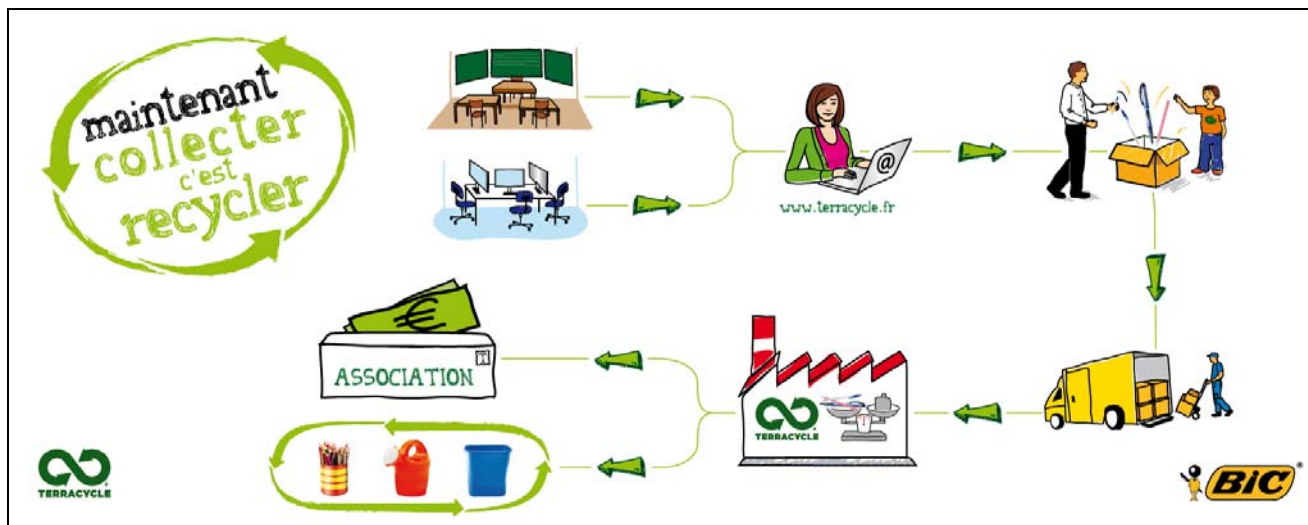 maintenant
collecter
c'est
recycler
@
www.terracycle.fr
€
ASSOCIATION
TERRACYCLE
TERRACYCLE
BiC®